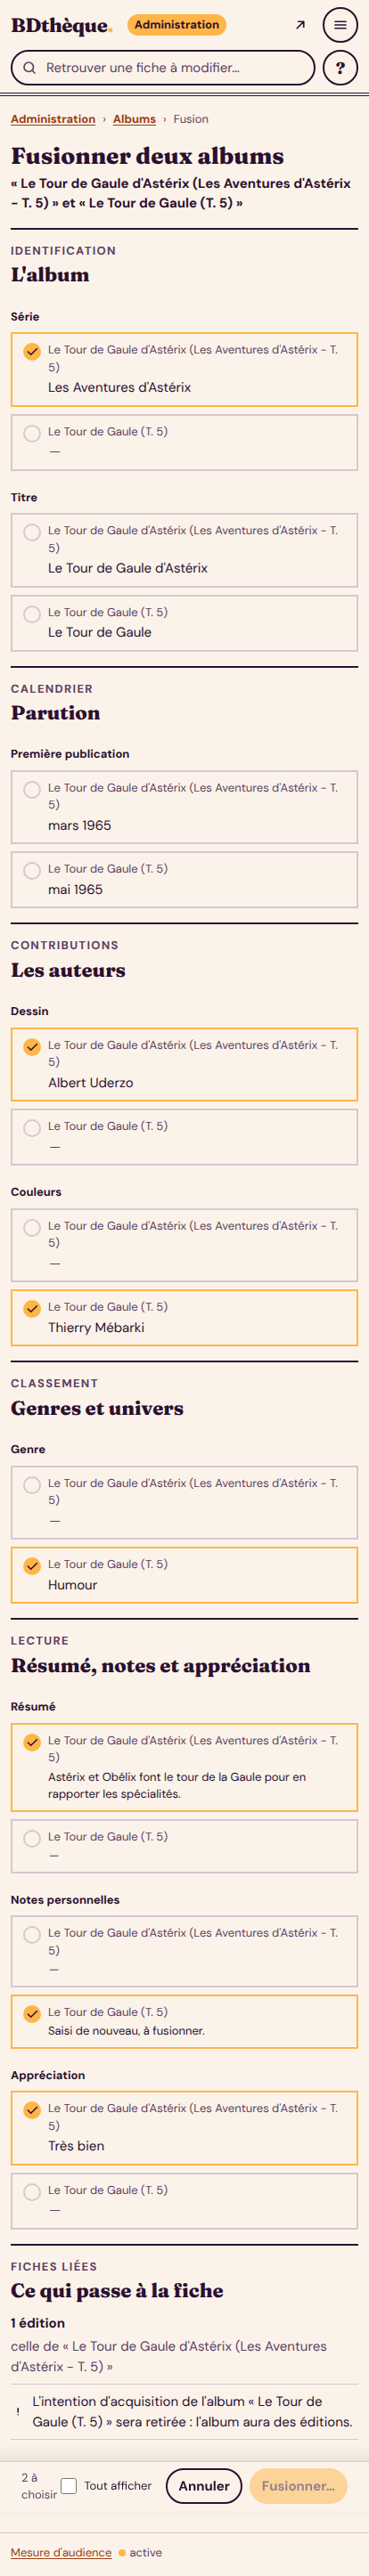 BDthèque.
Administration
Retrouver une fiche à modifier...
?
Administration › Albums › Fusion
Fusionner deux albums
« Le Tour de Gaule d'Astérix (Les Aventures d'Astérix
– T. 5) » et « Le Tour de Gaule (T. 5) »
IDENTIFICATION
L'album
Série
Le Tour de Gaule d'Astérix (Les Aventures d'Astérix – T.
5)
Les Aventures d'Astérix
Le Tour de Gaule (T. 5)
—
Titre
Le Tour de Gaule d'Astérix (Les Aventures d'Astérix – T.
5)
Le Tour de Gaule d'Astérix
Le Tour de Gaule (T. 5)
Le Tour de Gaule
CALENDRIER
Parution
Première publication
Le Tour de Gaule d'Astérix (Les Aventures d'Astérix – T.
5)
mars 1965
Le Tour de Gaule (T. 5)
mai 1965
CONTRIBUTIONS
Les auteurs
Dessin
Le Tour de Gaule d'Astérix (Les Aventures d'Astérix – T.
5)
Albert Uderzo
Le Tour de Gaule (T. 5)
—
Couleurs
Le Tour de Gaule d'Astérix (Les Aventures d'Astérix – T.
5)
—
Le Tour de Gaule (T. 5)
Thierry Mébarki
CLASSEMENT
Genres et univers
Genre
Le Tour de Gaule d'Astérix (Les Aventures d'Astérix – T.
5)
—
Le Tour de Gaule (T. 5)
Humour
LECTURE
Résumé, notes et appréciation
Résumé
Le Tour de Gaule d'Astérix (Les Aventures d'Astérix – T.
5)
Astérix et Obélix font le tour de la Gaule pour en
rapporter les spécialités.
Le Tour de Gaule (T. 5)
—
Notes personnelles
Le Tour de Gaule d'Astérix (Les Aventures d'Astérix – T.
5)
—
Le Tour de Gaule (T. 5)
Saisi de nouveau, à fusionner.
Appréciation
Le Tour de Gaule d'Astérix (Les Aventures d'Astérix – T.
5)
Très bien
Le Tour de Gaule (T. 5)
—
FICHES LIÉES
Ce qui passe à la fiche
1 édition
celle de « Le Tour de Gaule d'Astérix (Les Aventures
d'Astérix – T. 5) »
! L'intention d'acquisition de l'album « Le Tour de
Gaule (T. 5) » sera retirée : l'album aura des éditions.
2 à
choisir
Tout afficher
Annuler
Fusionner...
Mesure d'audience
active